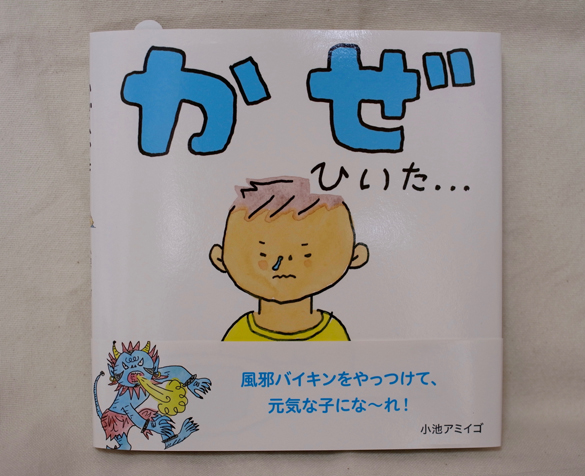 かぜ
ひいた...
風邪バイキンをやっつけて、
元気な子にな〜れ！
小池アミイゴ